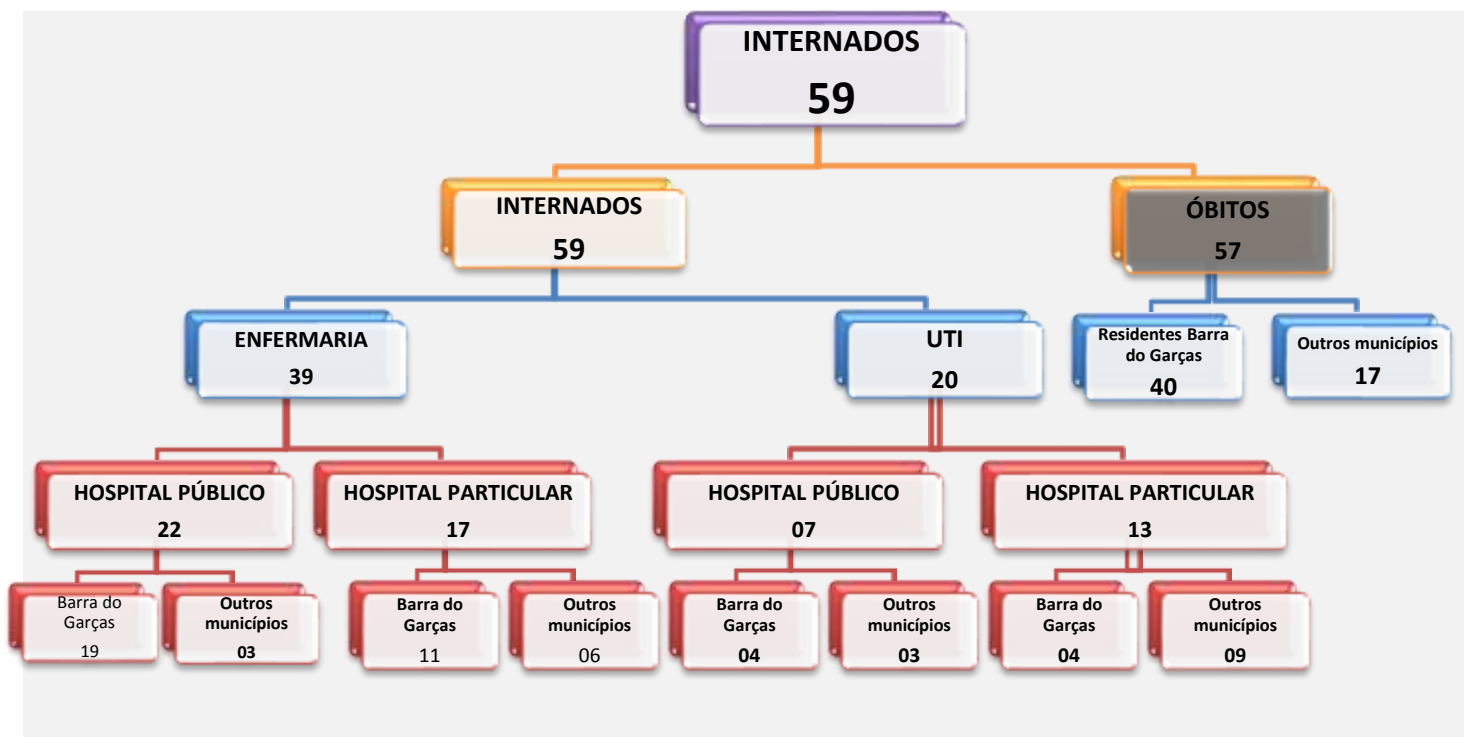 INTERNADOS
59
INTERNADOS
59
ÓBITOS
57
ENFERMARIA
39
UTI
20
Residentes Barra
do Garças
40
Outros municípios
17
HOSPITAL PÚBLICO
22
HOSPITAL PARTICULAR
17
HOSPITAL PÚBLICO
07
HOSPITAL PARTICULAR
13
Barra do
Garças
19
Outros
municípios
03
Barra do
Garças
11
Outros
municípios
06
Barra do
Garças
04
Outros
municípios
03
Barra do
Garças
04
Outros
municípios
09